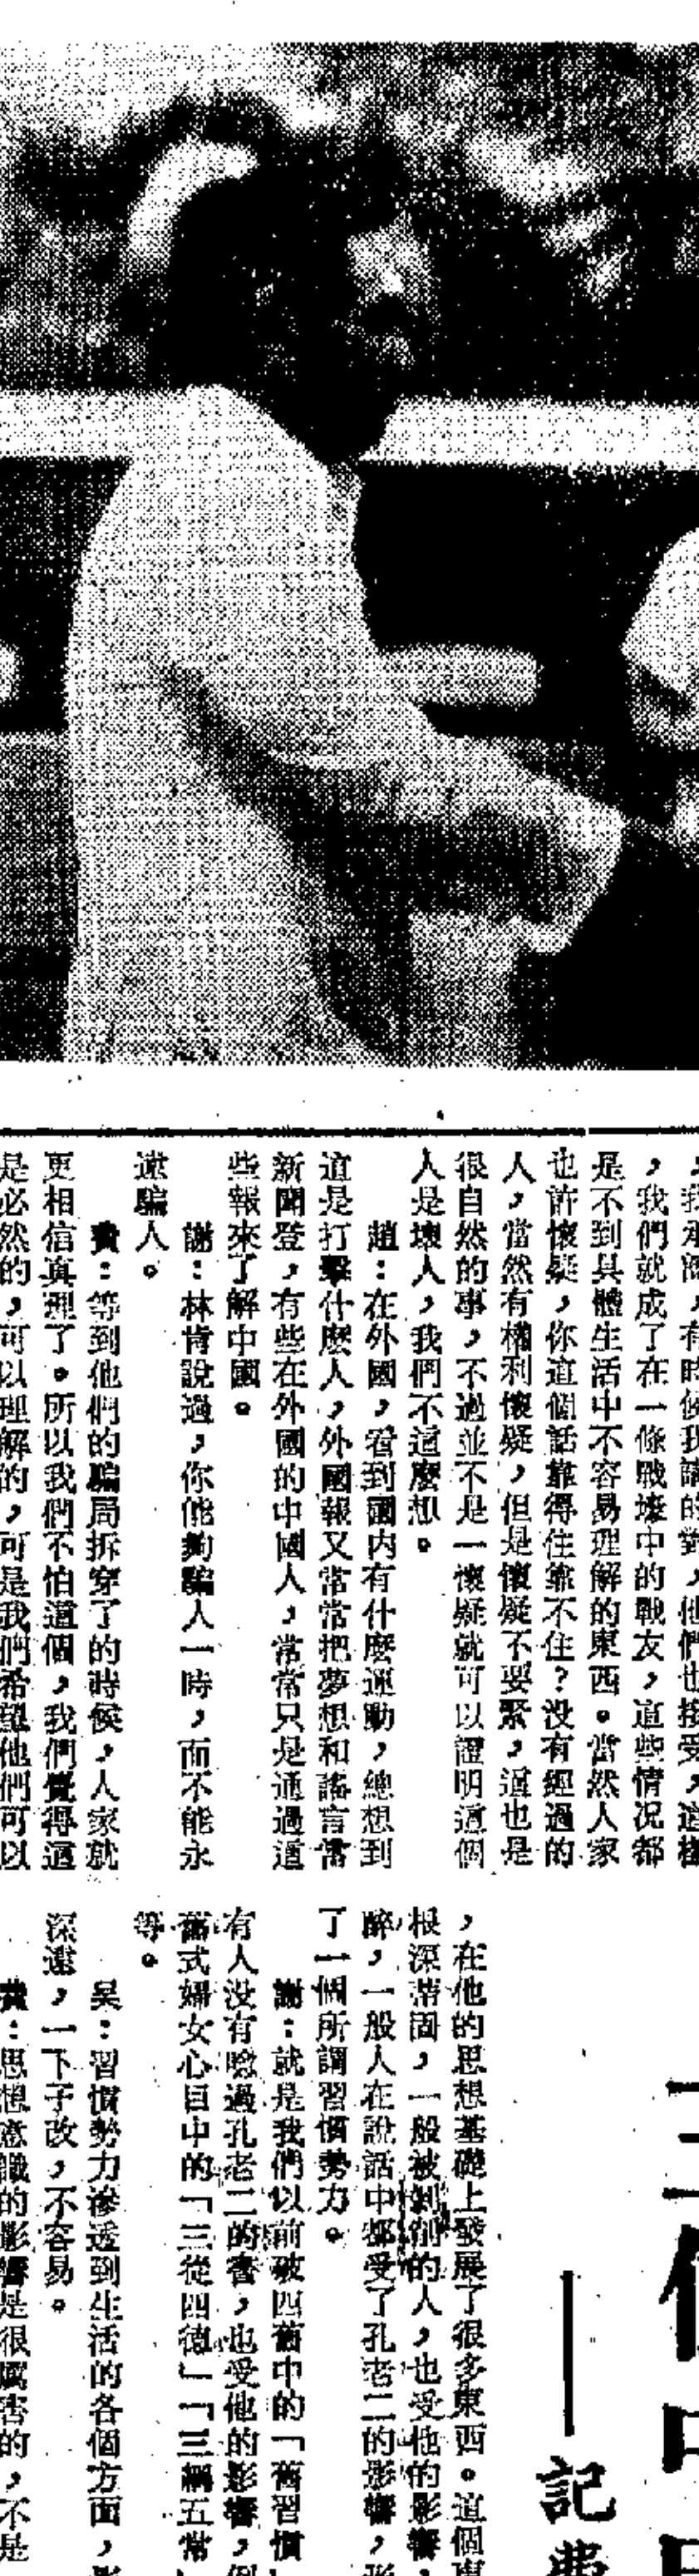 ，我們就成了在一條戰壕中的戰友，這些情況都
是不到具體生活中不容易理解的東西。當然人家
也許懷疑，你這個話靠得住靠不住？没有經過的
人，當然有權利懷疑，但是懷疑不要緊，這也是
很自然的事，不過並不是一懷疑就可以證明這個
人是壞人，我們不這麼想。
趙：在外國，看到國内有什麼運動，總想到
這是打擊什麼人，外國報又常常把夢想和謠言當
新聞登，有些在外國的中國人，常常只是通過這
些報來了解中國。
謝：林肯說過，你能夠騙人一時，而不能永
遠騙人。
費：等到他們的騙局拆穿了的時候，人家就
更相信真理了。所以我們不怕這個，我們覺得這
是必然的，可以理解的，可是我們希望他們可以
記費
，在他的思想基礎上發展了很多東西。這個東
根深蒂固，一般被剝削的人，也受他的影響，
醉，一般人在說話中都受了孔老二的影響，形
了一個所謂習慣勢力。
謝：就是我們以前破四舊中的「舊習慣」
有人没有唸過孔老二的書，也受他的影響，例
舊式婦女心目中的「三從四德」「三綱五常」
等。
吴：習慣勢力滲透到生活的各個方面，影
深遠，一下子改，不容易。
費：思想意識的影響是很厲害的，不是